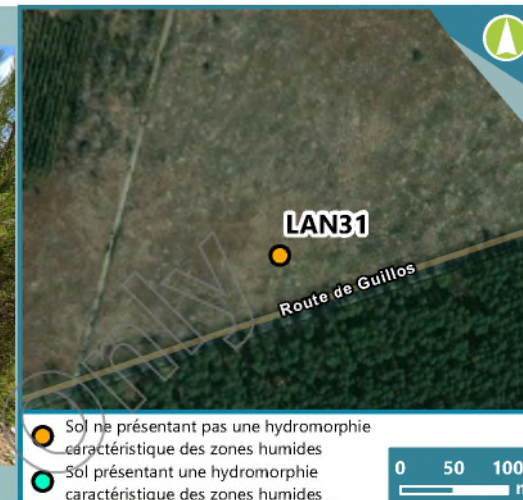 LAN31
Route de Guillos
Sol ne présentant pas une hydromorphie
caractéristique des zones humides
Sol présentant une hydromorphie
caractéristique des zones humides
0 50 100
only